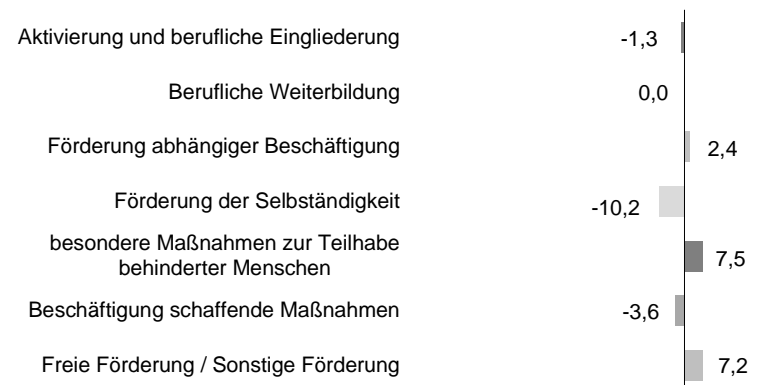 Aktivierung und berufliche Eingliederung -1,3
Berufliche Weiterbildung 0,0
Förderung abhängiger Beschäftigung 2,4
Förderung der Selbständigkeit -10,2
besondere Maßnahmen zur Teilhabe
behinderter Menschen 7,5
Beschäftigung schaffende Maßnahmen -3,6
Freie Förderung / Sonstige Förderung 7,2